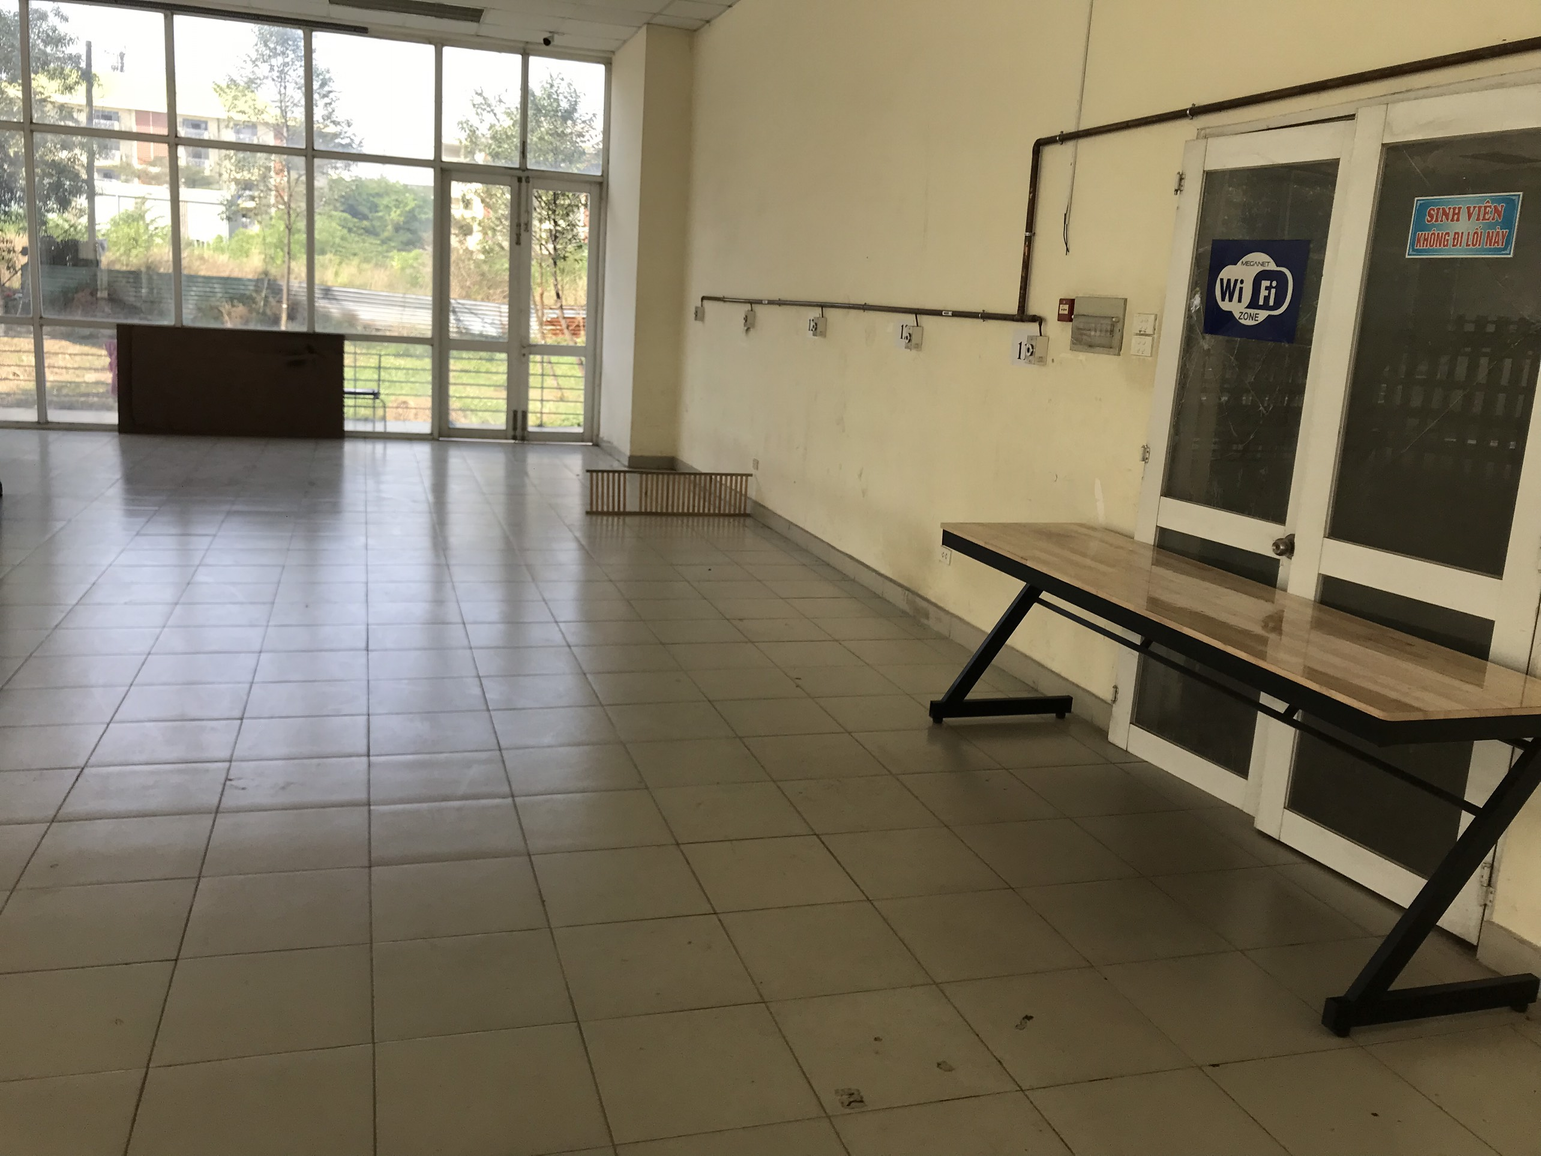 MEGANET
Wi Fi
ZONE
SINH VIÊN
KHÔNG ĐI LỐI NÀY